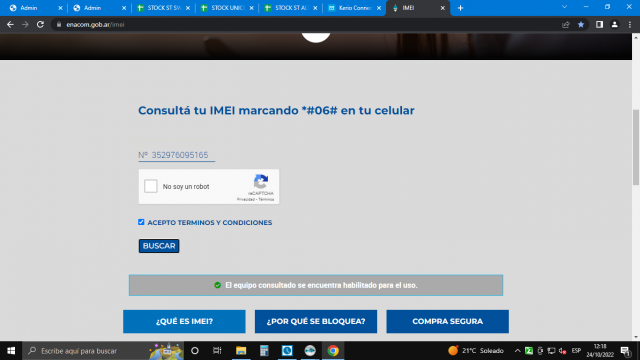 Admin
Admin
STOCK ST SV
STOCK UNIC
STOCK ST AL
Kerio Conne
IMEI
enacom.gob.ar/imei
Consultá tu IMEI marcando *#06# en tu celular
Nº 352976095165
No soy un robot
reCAPTCHA
Privacidad - Términos
ACEPTO TERMINOS Y CONDICIONES
BUSCAR
El equipo consultado se encuentra habilitado para el uso.
¿QUÉ ES IMEI?
¿POR QUÉ SE BLOQUEA?
COMPRA SEGURA
Escribe aquí para buscar
21°C Soleado
ESP
12:18
24/10/2022